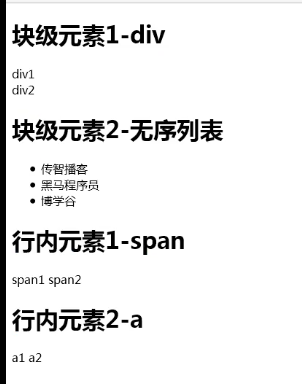 块级元素1-div
div1
div2
块级元素2-无序列表
传智播客
黑马程序员
博学谷
行内元素1-span
span1 span2
行内元素2-a
a1 a2